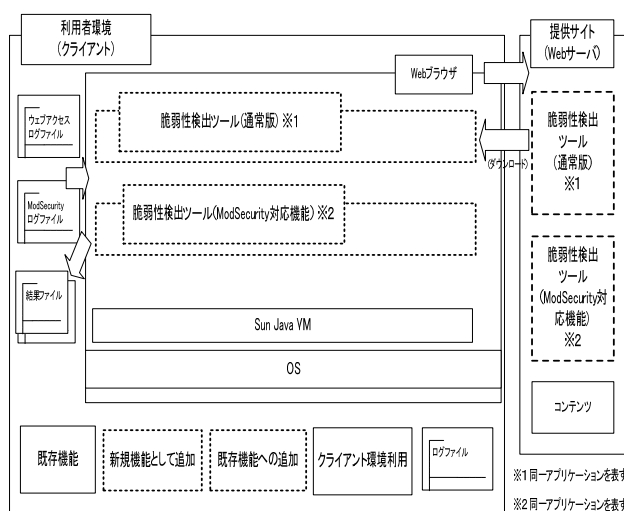 利用者環境
(クライアント)
提供サイト
(Webサーバ)
Webブラウザ
ウェブアクセス
ログファイル
脆弱性検出ツール(通常版) ※1
(ダウンロード)
脆弱性検出
ツール
(通常版)
※1
ModSecurity
ログファイル
脆弱性検出ツール(ModSecurity対応機能) ※2
脆弱性検出
ツール
(ModSecurity対
応機能)
※2
結果ファイル
Sun Java VM
OS
コンテンツ
既存機能
新規機能として追加
既存機能への追加
クライアント環境利用
ログファイル
※1 同一アプリケーションを表す
※2 同一アプリケーションを表す